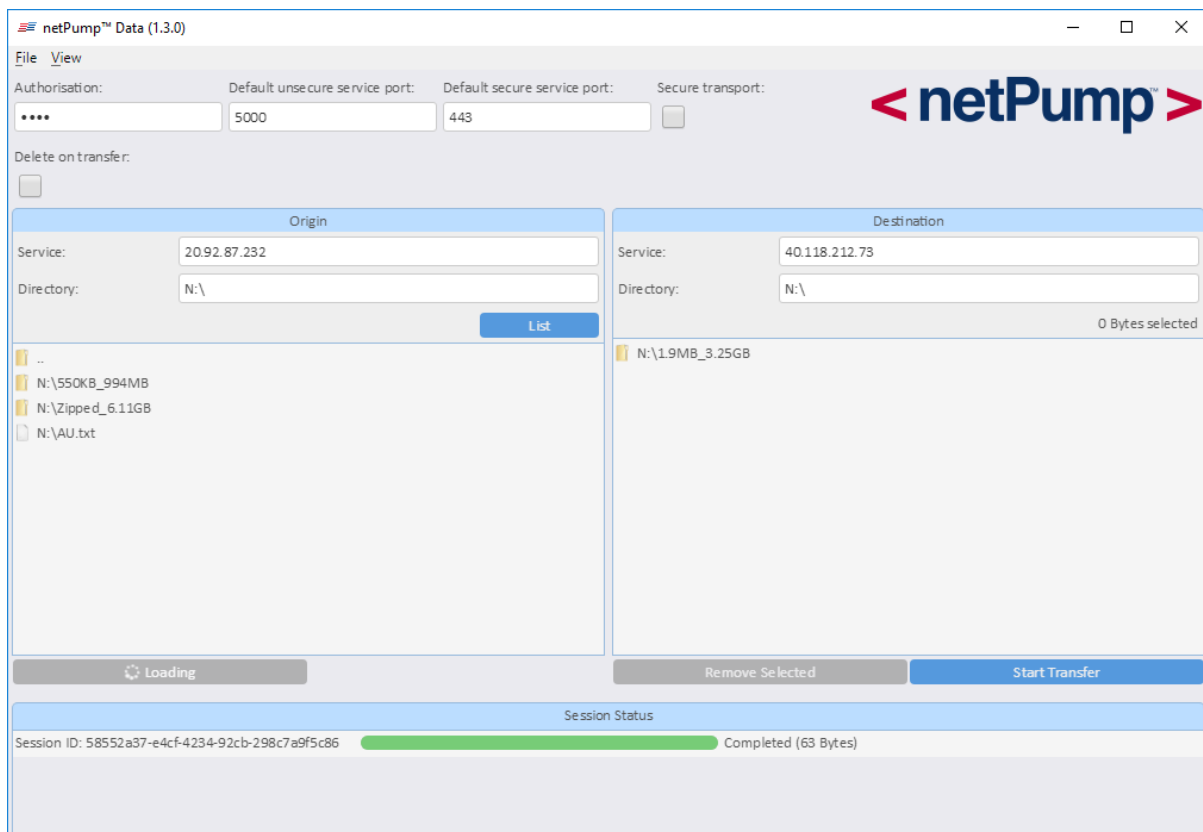 netPump™ Data (1.3.0)
File View
Authorisation: Default unsecure service port: Default secure service port: Secure transport:
•••• 5000 443
<netPump™>
Delete on transfer:
Origin
Service: 20.92.87.232
Directory: N:\
List
..
N:\550KB_994MB
N:\Zipped_6.11GB
N:\AU.txt
Loading
Destination
Service: 40.118.212.73
Directory: N:\
0 Bytes selected
N:\1.9MB_3.25GB
Remove Selected Start Transfer
Session Status
Session ID: 58552a37-e4cf-4234-92cb-298c7a9f5c86 Completed (63 Bytes)